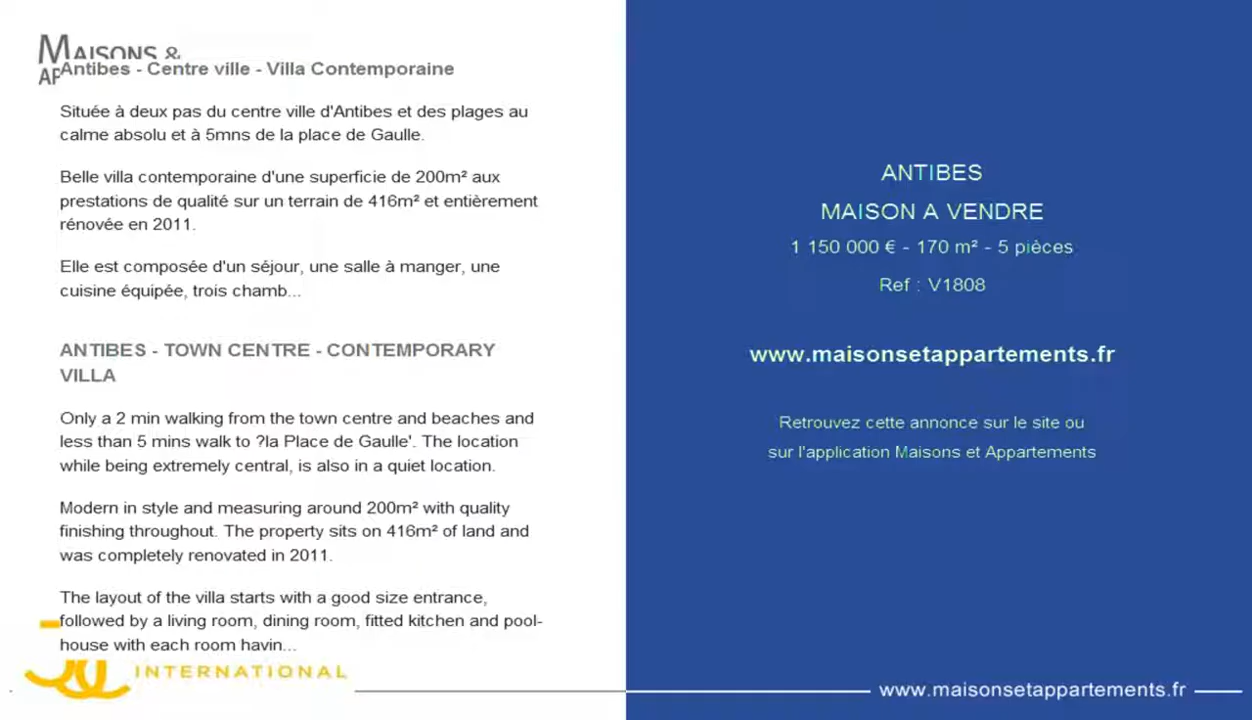 MAISONS &
AP
Antibes - Centre ville - Villa Contemporaine
Située à deux pas du centre ville d'Antibes et des plages au
calme absolu et à 5mns de la place de Gaulle.
Belle villa contemporaine d'une superficie de 200m² aux
prestations de qualité sur un terrain de 416m² et entièrement
rénovée en 2011.
Elle est composée d'un séjour, une salle à manger, une
cuisine équipée, trois chamb...
ANTIBES - TOWN CENTRE - CONTEMPORARY
VILLA
Only a 2 min walking from the town centre and beaches and
less than 5 mins walk to ?la Place de Gaulle'. The location
while being extremely central, is also in a quiet location.
Modern in style and measuring around 200m² with quality
finishing throughout. The property sits on 416m² of land and
was completely renovated in 2011.
The layout of the villa starts with a good size entrance,
followed by a living room, dining room, fitted kitchen and pool-
house with each room havin...
INTERNATIONAL
ANTIBES
MAISON A VENDRE
1 150 000 € - 170 m² - 5 pièces
Ref : V1808
www.maisonsetappartements.fr
Retrouvez cette annonce sur le site ou
sur l'application Maisons et Appartements
www.maisonsetappartements.fr